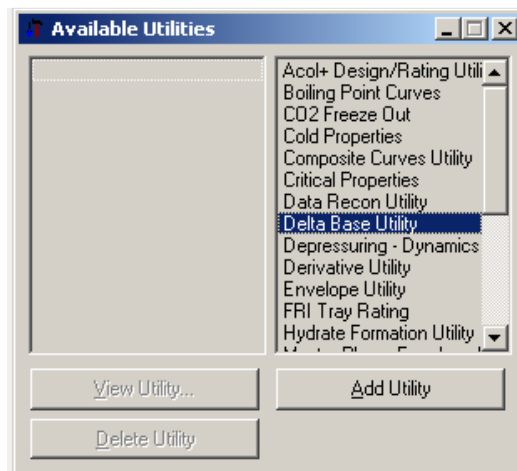 Available Utilities
Acol+ Design/Rating Utili
Boiling Point Curves
CO2 Freeze Out
Cold Properties
Composite Curves Utility
Critical Properties
Data Recon Utility
Delta Base Utility
Depressuring - Dynamics
Derivative Utility
Envelope Utility
FRI Tray Rating
Hydrate Formation Utility
View Utility...
Add Utility
Delete Utility